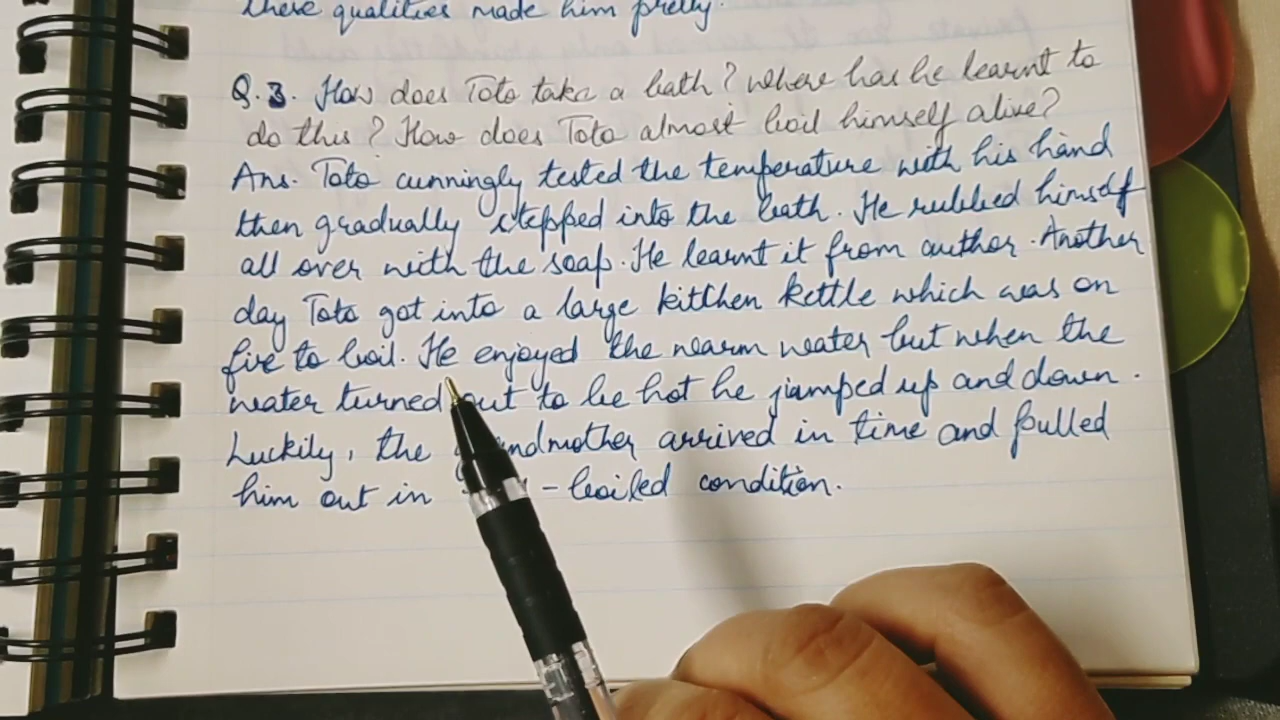 these qualities made him pretty.
Q.3. How does Toto take a bath? Where has he learnt to
do this? How does Toto almost boil himself alive?
Ans. Toto cunningly tested the temperature with his hand
then gradually stepped into the bath. He rubbed himself
all over with the soap. He learnt it from author. Another
day Toto got into a large kitchen kettle which was on
fire to boil. He enjoyed the warm water but when the
water turned out to be hot he jumped up and down.
Luckily, the arrived in time and pulled
him out in -boiled condition.